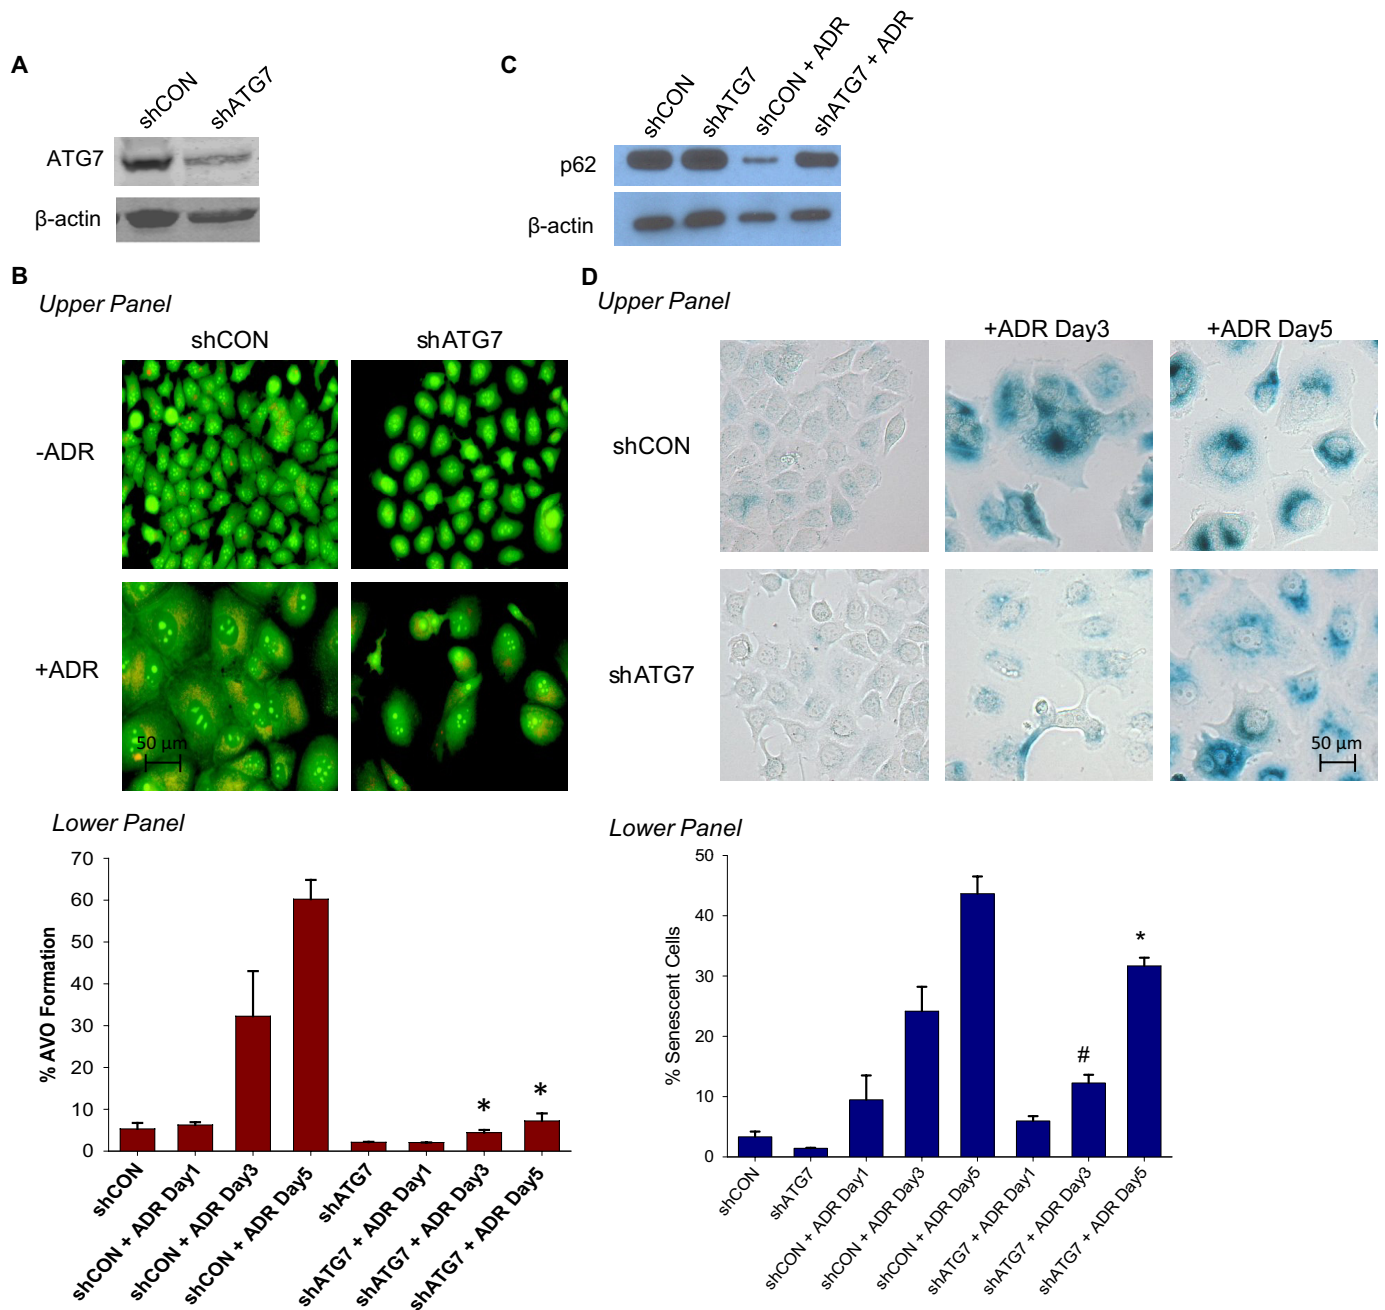 A
shCON
shATG7
ATG7
β-actin
C
shCON
shATG7
shCON + ADR
shATG7 + ADR
p62
β-actin
B
Upper Panel
shCON
shATG7
-ADR
+ADR
50 μm
Lower Panel
% AVO Formation
70
60
50
40
30
20
10
0
*
*
shCON
shCON + ADR Day1
shCON + ADR Day3
shCON + ADR Day5
shATG7
shATG7 + ADR Day1
shATG7 + ADR Day3
shATG7 + ADR Day5
D
Upper Panel
+ADR Day3
+ADR Day5
shCON
shATG7
50 μm
Lower Panel
% Senescent Cells
50
40
30
20
10
0
#
*
shCON
shATG7
shCON + ADR Day1
shCON + ADR Day3
shCON + ADR Day5
shATG7 + ADR Day1
shATG7 + ADR Day3
shATG7 + ADR Day5